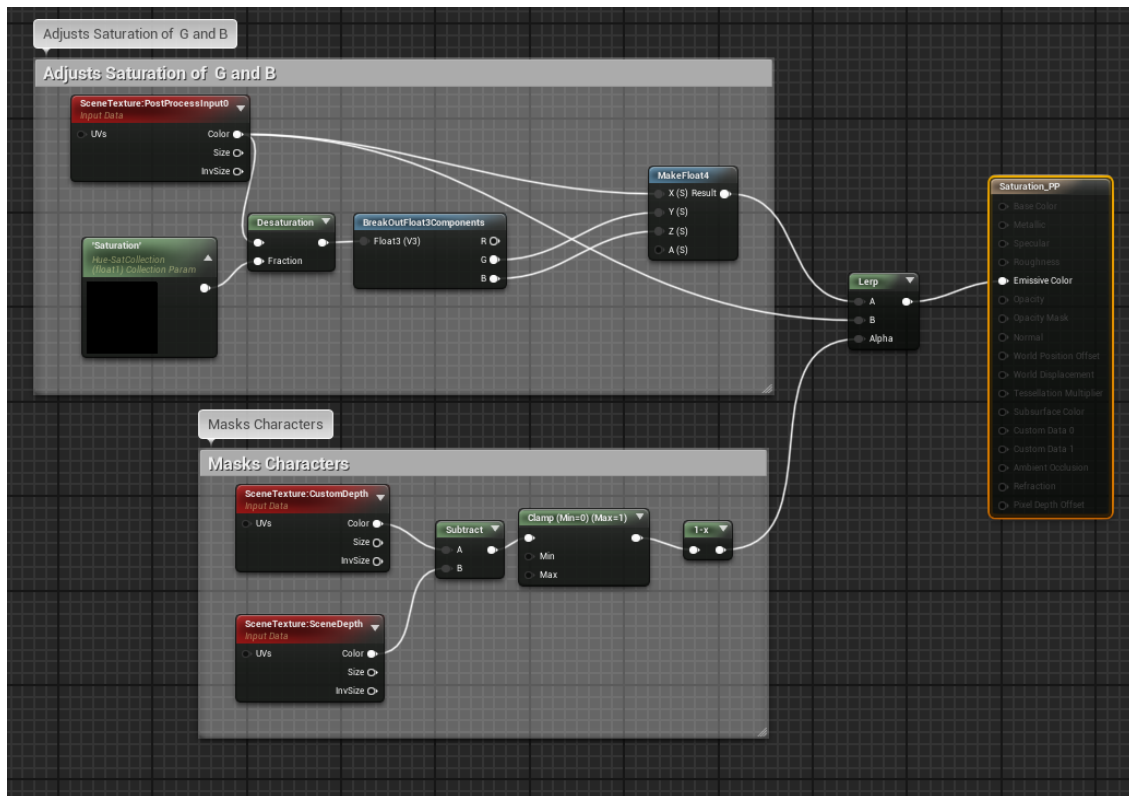 Adjusts Saturation of G and B
Adjusts Saturation of G and B
SceneTexture:PostProcessInput0
Input Data
UVs
Color
Size
InvSize
'Saturation'
Hue-SatCollection
(float1) Collection Param
Desaturation
Fraction
BreakOutFloat3Components
Float3 (V3)
R
G
B
MakeFloat4
X (S) Result
Y (S)
Z (S)
A (S)
Lerp
A
B
Alpha
Saturation_PP
Base Color
Metallic
Specular
Roughness
Emissive Color
Opacity
Opacity Mask
Normal
World Position Offset
World Displacement
Tessellation Multiplier
Subsurface Color
Custom Data 0
Custom Data 1
Ambient Occlusion
Refraction
Pixel Depth Offset
Masks Characters
Masks Characters
SceneTexture:CustomDepth
Input Data
UVs
Color
Size
InvSize
Subtract
A
B
Clamp (Min=0) (Max=1)
Min
Max
1-x
SceneTexture:SceneDepth
Input Data
UVs
Color
Size
InvSize